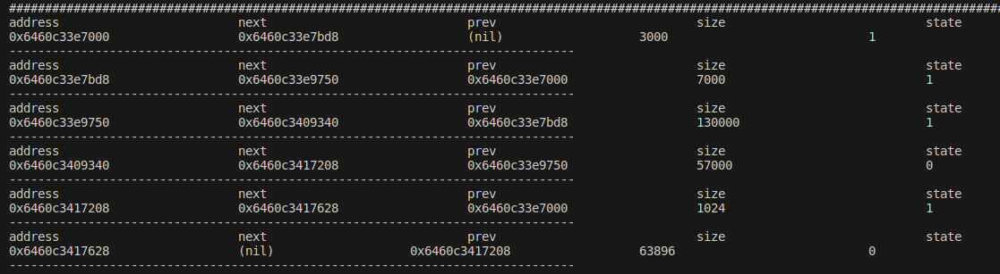 ##########################################################################################################################################
address next prev size state
0x6460c33e7000 0x6460c33e7bd8 (nil) 3000 1
-------------------------------------------------------------------------------
address next prev size state
0x6460c33e7bd8 0x6460c33e9750 0x6460c33e7000 7000 1
-------------------------------------------------------------------------------
address next prev size state
0x6460c33e9750 0x6460c3409340 0x6460c33e7bd8 130000 1
-------------------------------------------------------------------------------
address next prev size state
0x6460c3409340 0x6460c3417208 0x6460c33e9750 57000 0
-------------------------------------------------------------------------------
address next prev size state
0x6460c3417208 0x6460c3417628 0x6460c33e7000 1024 1
-------------------------------------------------------------------------------
address next prev size state
0x6460c3417628 (nil) 0x6460c3417208 63896 0
-------------------------------------------------------------------------------